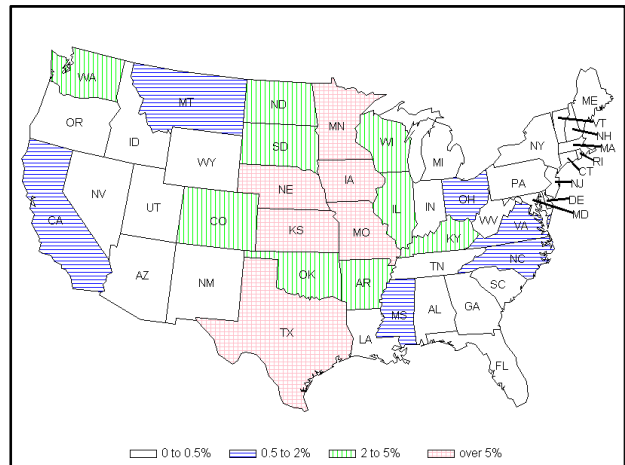 WA
MT
ND
MN
ME
OR
ID
SD
WI
VT
NH
WY
MI
NY
MA
RI
CT
NE
IA
PA
NJ
NV
UT
CO
IL
IN
OH
DE
MD
CA
KS
MO
WV
VA
KY
NC
TN
AZ
NM
OK
AR
SC
MS
AL
GA
TX
LA
FL
0 to 0.5% 0.5 to 2% 2 to 5% over 5%